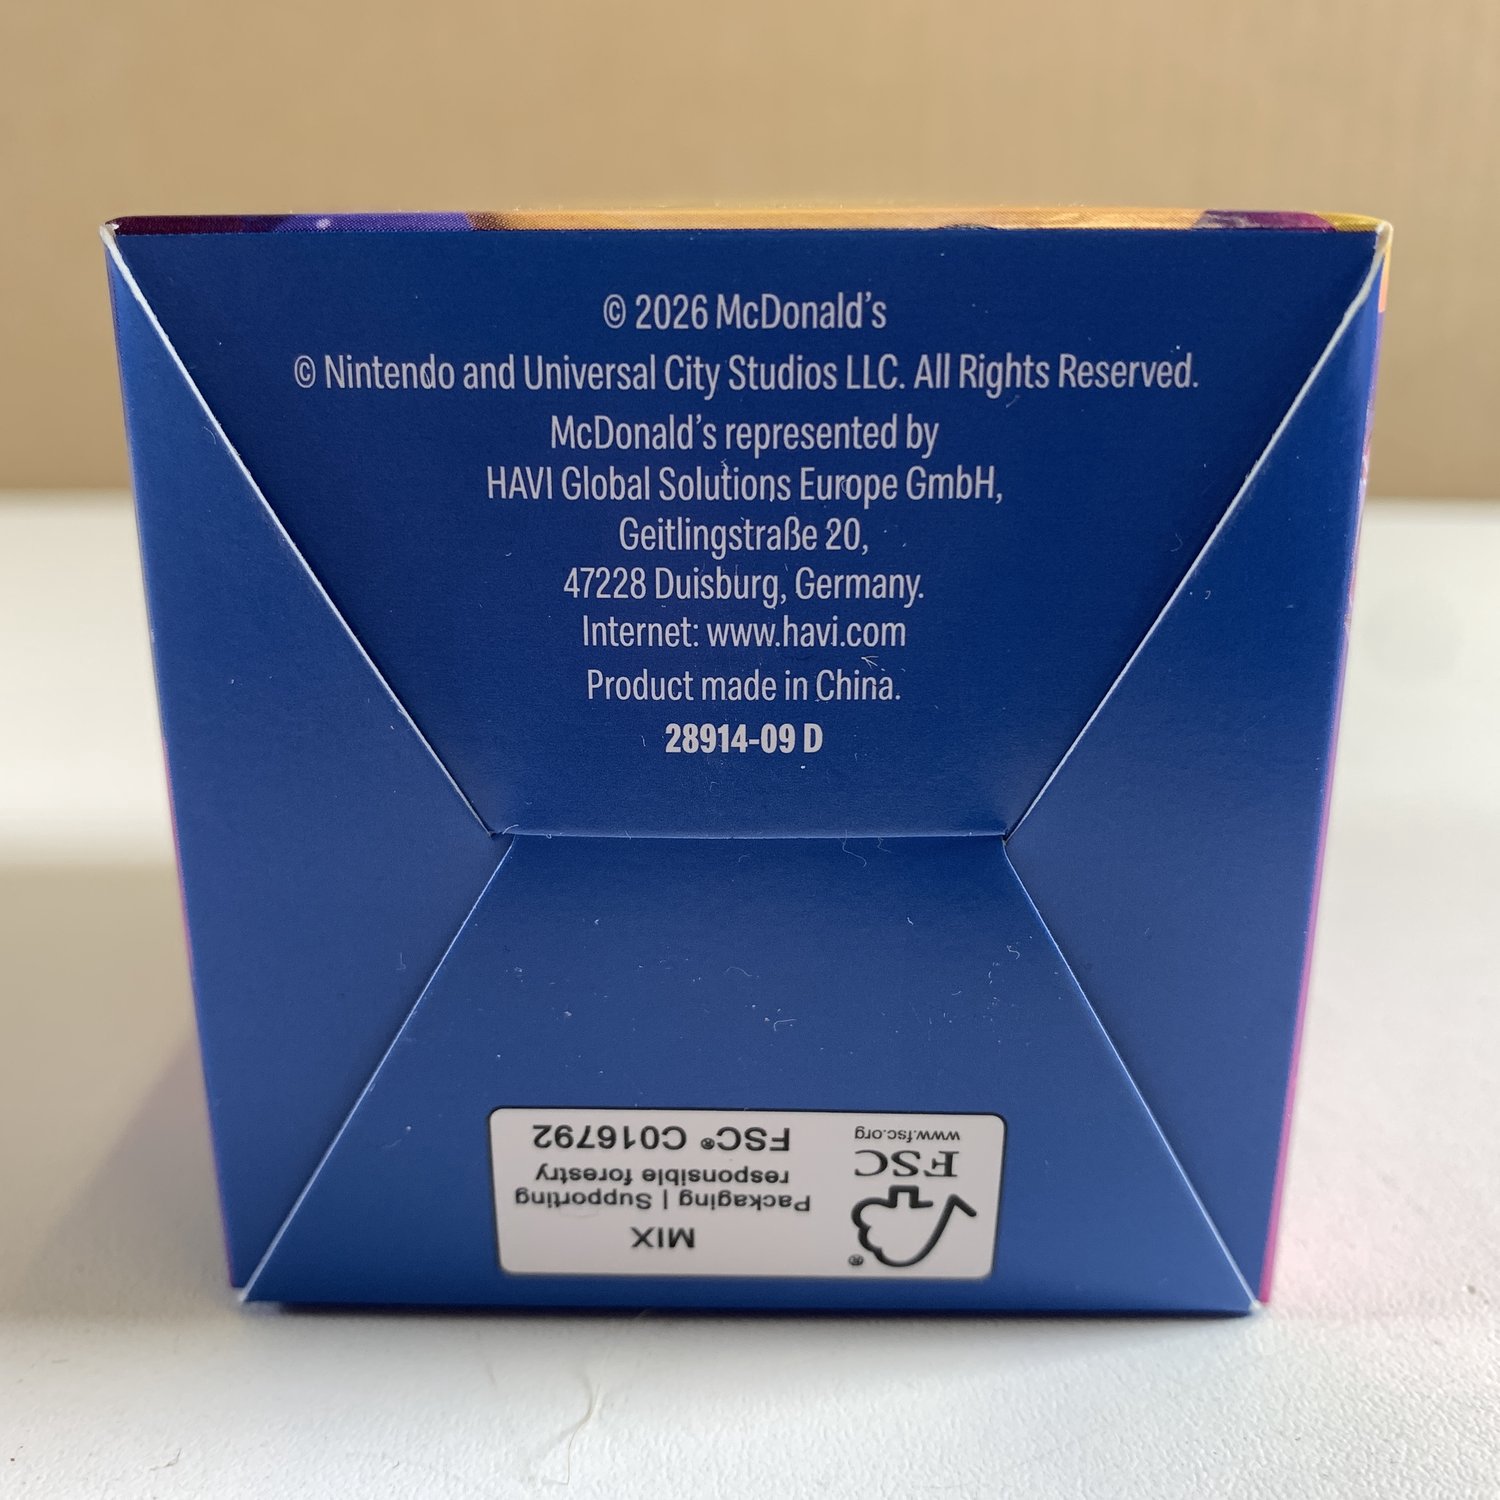 © 2026 McDonald’s
© Nintendo and Universal City Studios LLC. All Rights Reserved.
McDonald’s represented by
HAVI Global Solutions Europe GmbH,
Geitlingstraße 20,
47228 Duisburg, Germany.
Internet: www.havi.com
Product made in China.
28914-09 D
®
FSC
www.fsc.org
MIX
Packaging | Supporting
responsible forestry
FSC® C016792